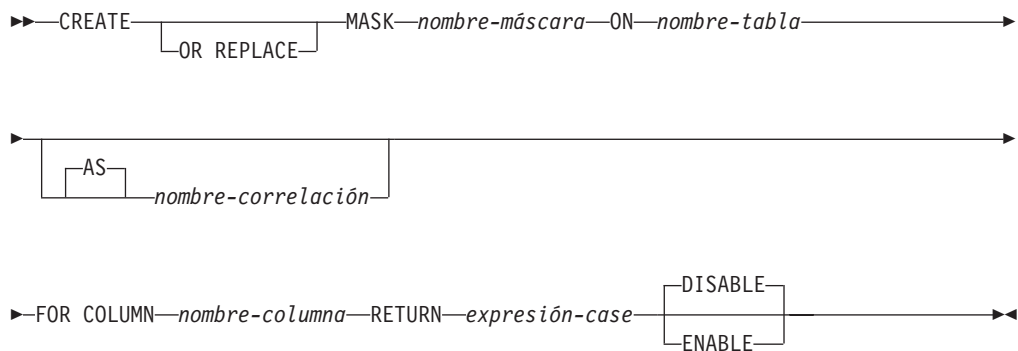 CREATE MASK nombre-máscara ON nombre-tabla
OR REPLACE
AS
nombre-correlación
DISABLE
FOR COLUMN nombre-columna RETURN expresión-case
ENABLE